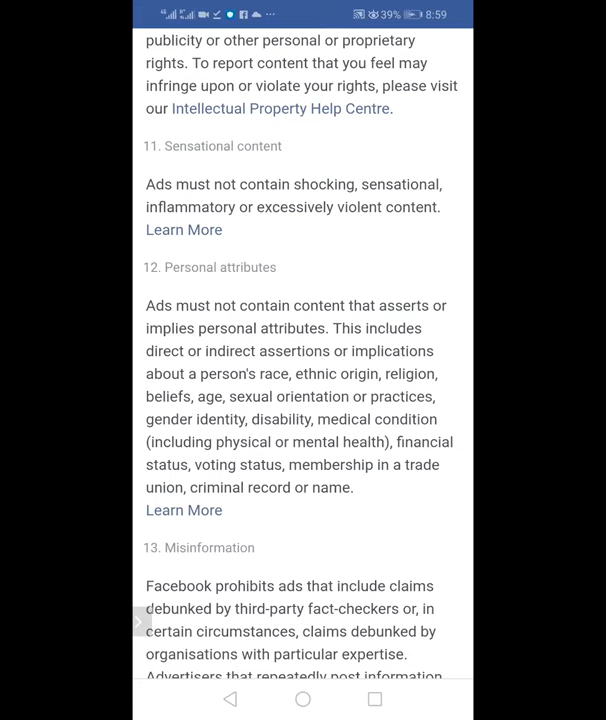 39% 8:59
publicity or other personal or proprietary
rights. To report content that you feel may
infringe upon or violate your rights, please visit
our Intellectual Property Help Centre.
11. Sensational content
Ads must not contain shocking, sensational,
inflammatory or excessively violent content.
Learn More
12. Personal attributes
Ads must not contain content that asserts or
implies personal attributes. This includes
direct or indirect assertions or implications
about a person's race, ethnic origin, religion,
beliefs, age, sexual orientation or practices,
gender identity, disability, medical condition
(including physical or mental health), financial
status, voting status, membership in a trade
union, criminal record or name.
Learn More
13. Misinformation
Facebook prohibits ads that include claims
debunked by third-party fact-checkers or, in
certain circumstances, claims debunked by
organisations with particular expertise.
Advertisers that repeatedly post information